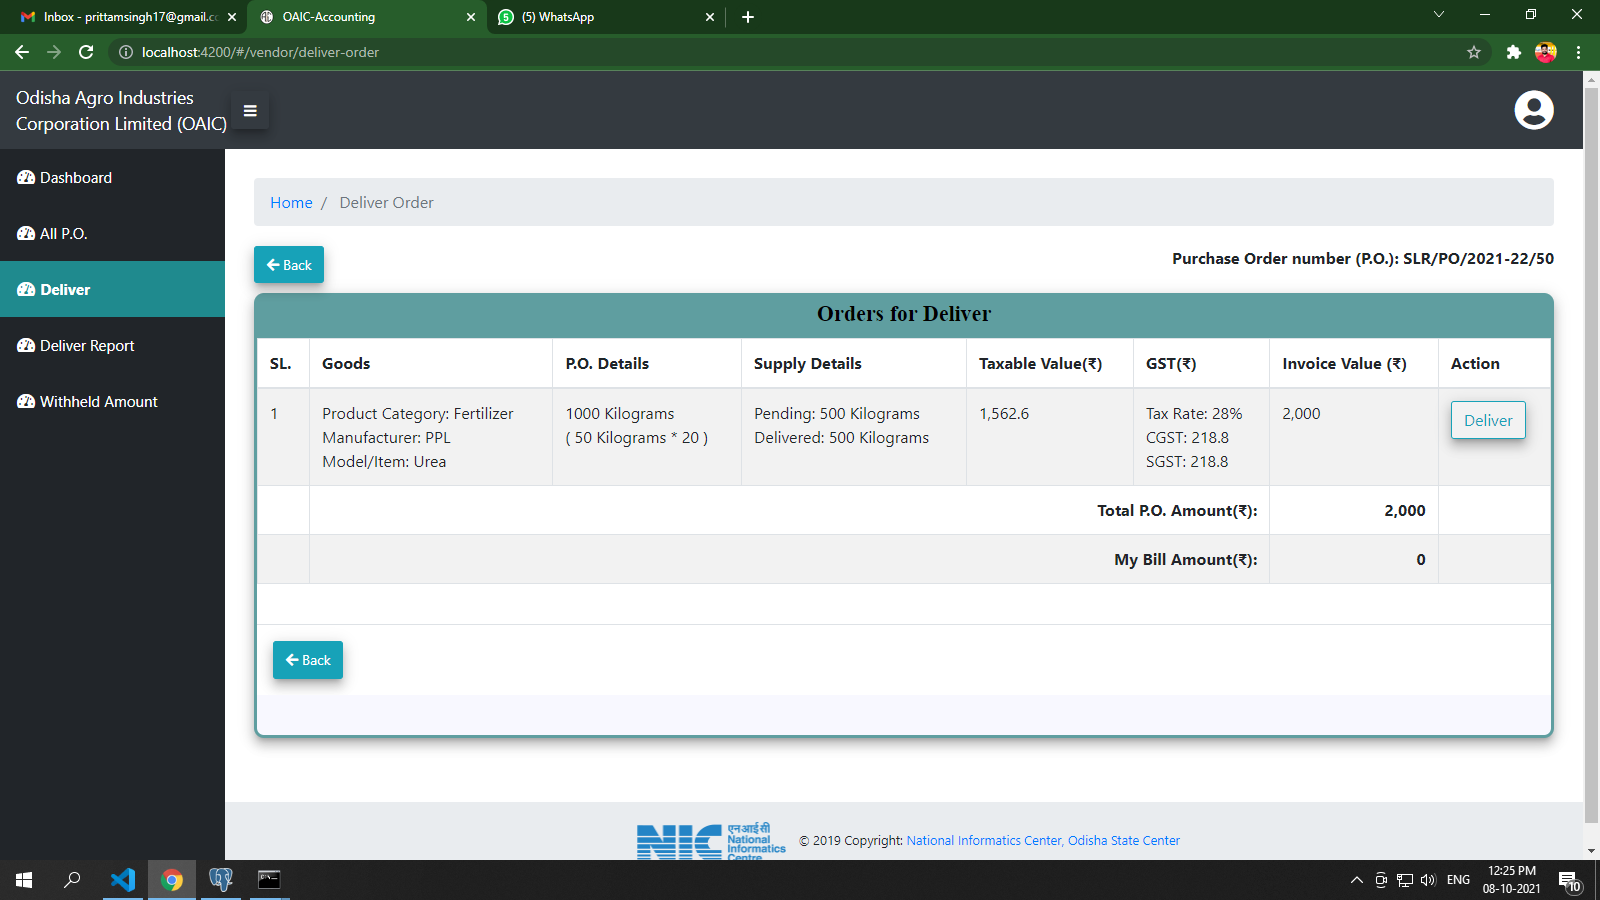 Inbox - prittamsingh17@gmail.co
OAIC-Accounting
(5) WhatsApp
localhost:4200/#/vendor/deliver-order
Odisha Agro Industries
Corporation Limited (OAIC)
Dashboard
All P.O.
Deliver
Deliver Report
Withheld Amount
Home / Deliver Order
Back
Purchase Order number (P.O.): SLR/PO/2021-22/50
Orders for Deliver
SL. Goods P.O. Details Supply Details Taxable Value(₹) GST(₹) Invoice Value (₹) Action
1 Product Category: Fertilizer 1000 Kilograms Pending: 500 Kilograms 1,562.6 Tax Rate: 28% 2,000 Deliver
Manufacturer: PPL ( 50 Kilograms * 20 ) Delivered: 500 Kilograms CGST: 218.8
Model/Item: Urea SGST: 218.8
Total P.O. Amount(₹): 2,000
My Bill Amount(₹): 0
Back
NIC एनआईसी
National
Informatics
Centre
© 2019 Copyright: National Informatics Center, Odisha State Center
ENG
12:25 PM
08-10-2021
10